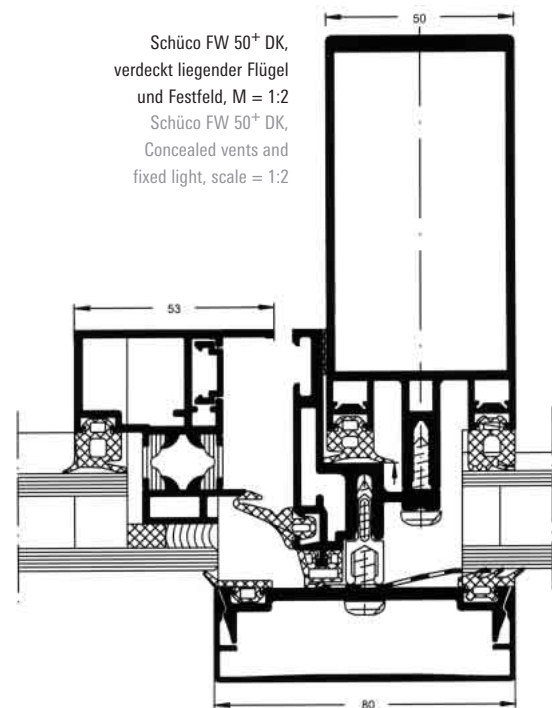 50
Schüco FW 50+ DK,
verdeckt liegender Flügel
und Festfeld, M = 1:2
Schüco FW 50+ DK,
Concealed vents and
fixed light, scale = 1:2
53
80